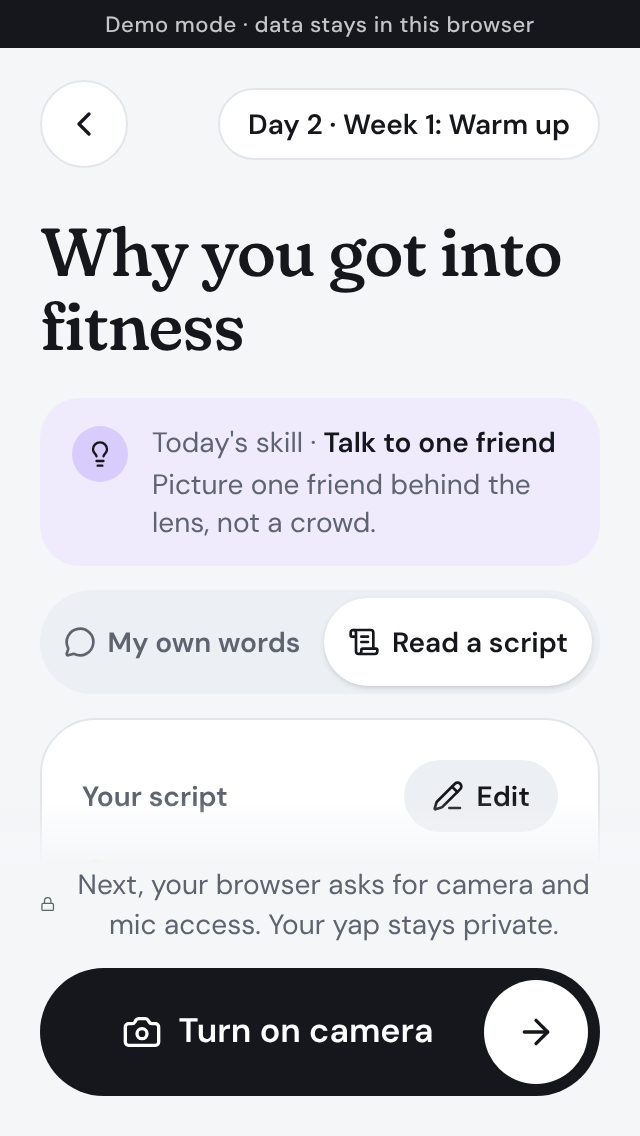 Demo mode · data stays in this browser
Day 2 · Week 1: Warm up
Why you got into
fitness
Today's skill · Talk to one friend
Picture one friend behind the
lens, not a crowd.
My own words
Read a script
Your script
Edit
Next, your browser asks for camera and
mic access. Your yap stays private.
Turn on camera